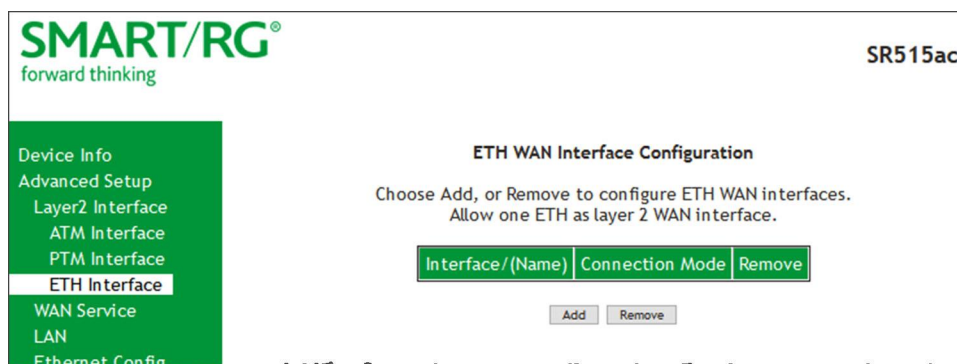 SMART/RG®
forward thinking
SR515ac
Device Info
Advanced Setup
Layer2 Interface
ATM Interface
PTM Interface
ETH Interface
WAN Service
LAN
Ethernet Config
ETH WAN Interface Configuration
Choose Add, or Remove to configure ETH WAN interfaces.
Allow one ETH as layer 2 WAN interface.
Interface/(Name) Connection Mode Remove
Add Remove